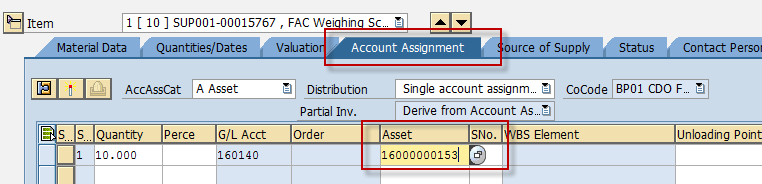 Item 1 [ 10 ] SUP001-00015767 , FAC Weighing Sc...
Material Data Quantities/Dates Valuation Account Assignment Source of Supply Status Contact Perso
AccAssCat A Asset Distribution Single account assignm... CoCode BP01 CDO F...
Partial Inv. Derive from Account As...
S... S... Quantity Perce G/L Acct Order Asset SNo. WBS Element Unloading Point
1 10.000 160140 16000000153